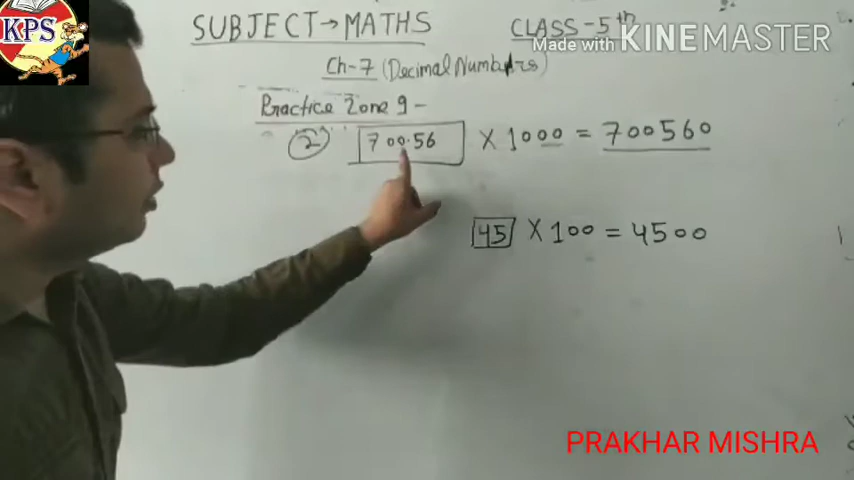 KPS
SUBJECT → MATHS CLASS - 5th
Made with KINEMASTER
Ch-7 (Decimal Numbers)
Practice Zone 9 -
② 700.56 X 1000 = 700560
45 X 100 = 4500
PRAKHAR MISHRA